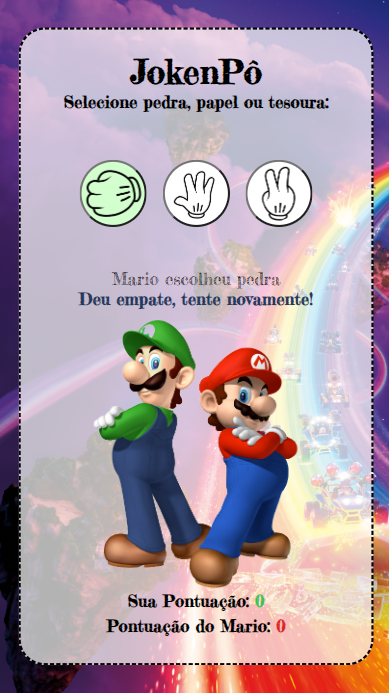 JokenPô
Selecione pedra, papel ou tesoura:
Mario escolheu pedra
Deu empate, tente novamente!
L
M
Sua Pontuação: 0
Pontuação do Mario: 0